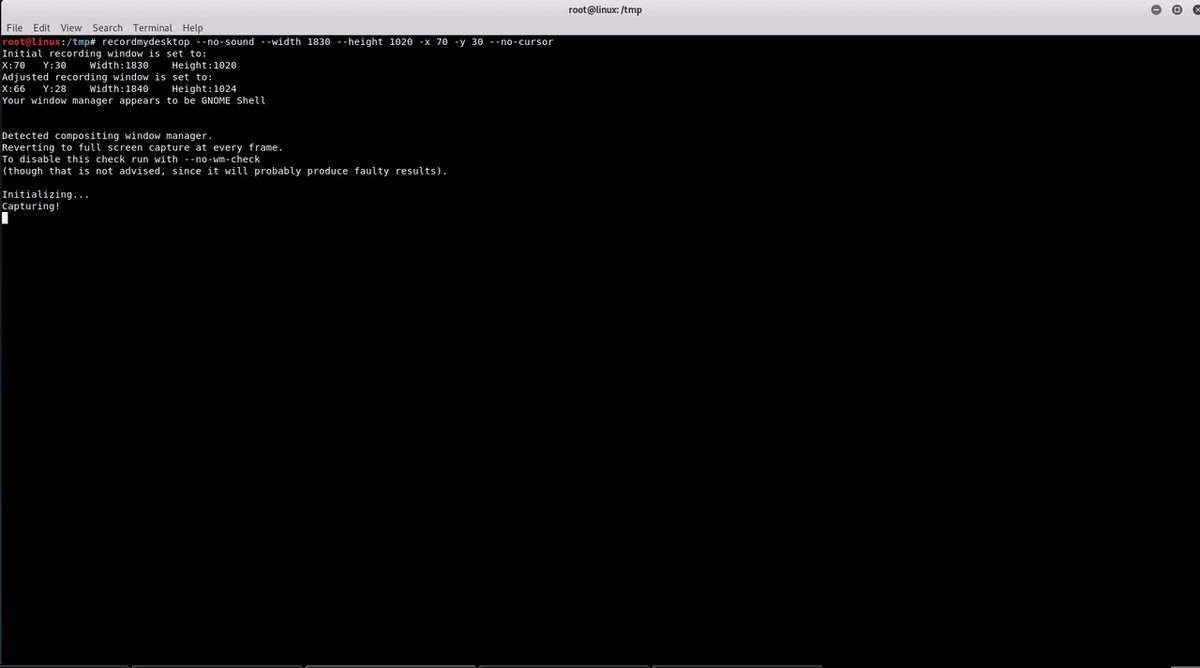 root@linux: /tmp
File Edit View Search Terminal Help
root@linux:/tmp# recordmydesktop --no-sound --width 1830 --height 1020 -x 70 -y 30 --no-cursor
Initial recording window is set to:
X:70   Y:30    Width:1830    Height:1020
Adjusted recording window is set to:
X:66   Y:28    Width:1840    Height:1024
Your window manager appears to be GNOME Shell
Detected compositing window manager.
Reverting to full screen capture at every frame.
To disable this check run with --no-wm-check
(though that is not advised, since it will probably produce faulty results).
Initializing...
Capturing!